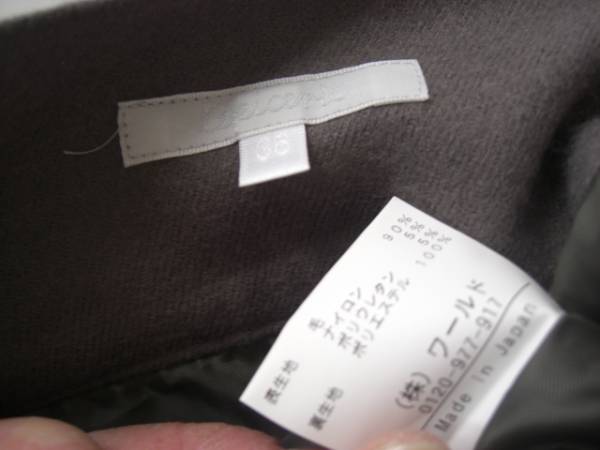 38
表生地 毛 90%
ナイロン 5%
ポリウレタン 5%
裏生地 ポリエステル 100%
(株) ワールド
0120-977-917
Made in Japan